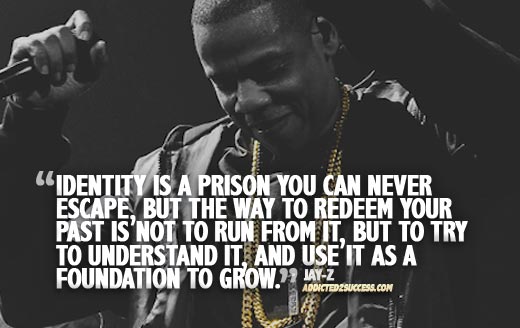 “IDENTITY IS A PRISON YOU CAN NEVER
ESCAPE, BUT THE WAY TO REDEEM YOUR
PAST IS NOT TO RUN FROM IT, BUT TO TRY
TO UNDERSTAND IT, AND USE IT AS A
FOUNDATION TO GROW.” JAY-Z
ADDICTED2SUCCESS.COM